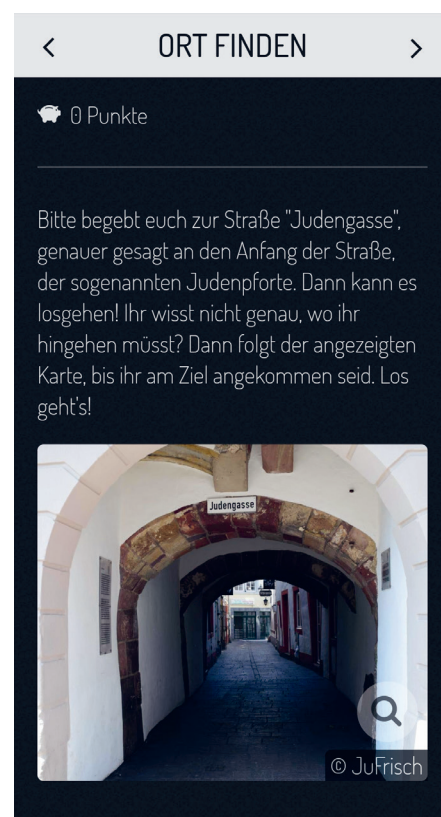 ORT FINDEN
0 Punkte
Bitte begebt euch zur Straße "Judengasse",
genauer gesagt an den Anfang der Straße,
der sogenannten Judenpforte. Dann kann es
losgehen! Ihr wisst nicht genau, wo ihr
hingehen müsst? Dann folgt der angezeigten
Karte, bis ihr am Ziel angekommen seid. Los
geht's!
Judengasse
© JuFrisch